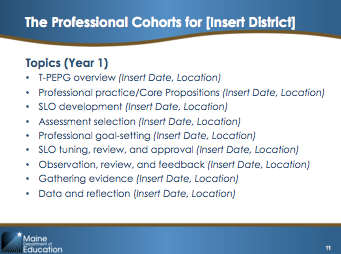 The Professional Cohorts for [Insert District]
Topics (Year 1)
• T-PEPG overview (Insert Date, Location)
• Professional practice/Core Propositions (Insert Date, Location)
• SLO development (Insert Date, Location)
• Assessment selection (Insert Date, Location)
• Professional goal-setting (Insert Date, Location)
• SLO tuning, review, and approval (Insert Date, Location)
• Observation, review, and feedback (Insert Date, Location)
• Gathering evidence (Insert Date, Location)
• Data and reflection (Insert Date, Location)
Maine
Department of
Education
11